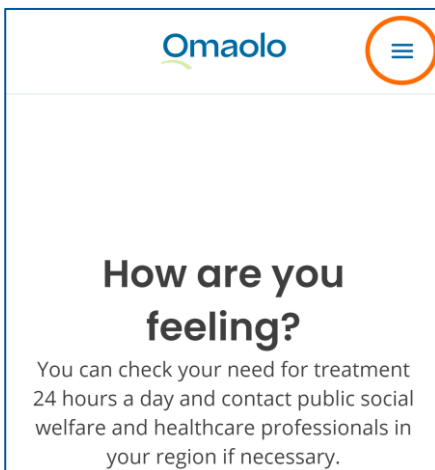 Omaolo
How are you
feeling?
You can check your need for treatment
24 hours a day and contact public social
welfare and healthcare professionals in
your region if necessary.